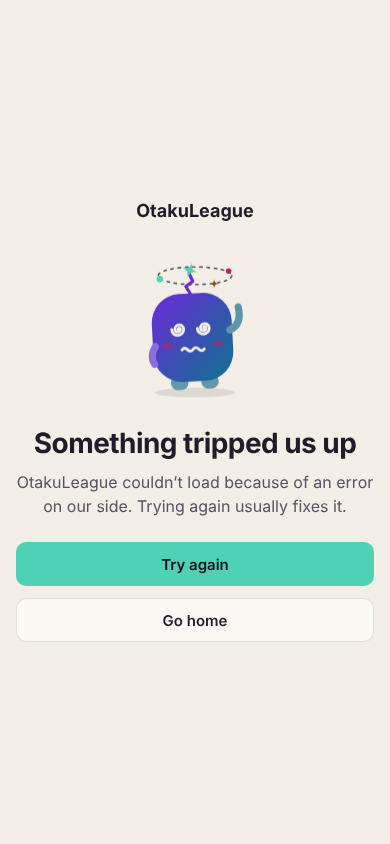 OtakuLeague
Something tripped us up
OtakuLeague couldn’t load because of an error
on our side. Trying again usually fixes it.
Try again
Go home